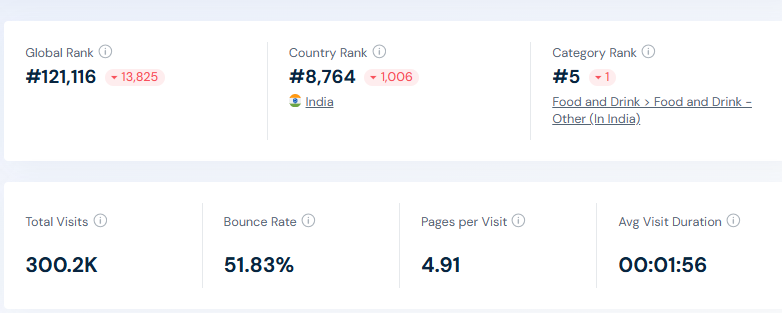 Global Rank
#121,116 13,825
Country Rank
#8,764 1,006
India
Category Rank
#5 1
Food and Drink > Food and Drink -
Other (In India)
Total Visits
300.2K
Bounce Rate
51.83%
Pages per Visit
4.91
Avg Visit Duration
00:01:56